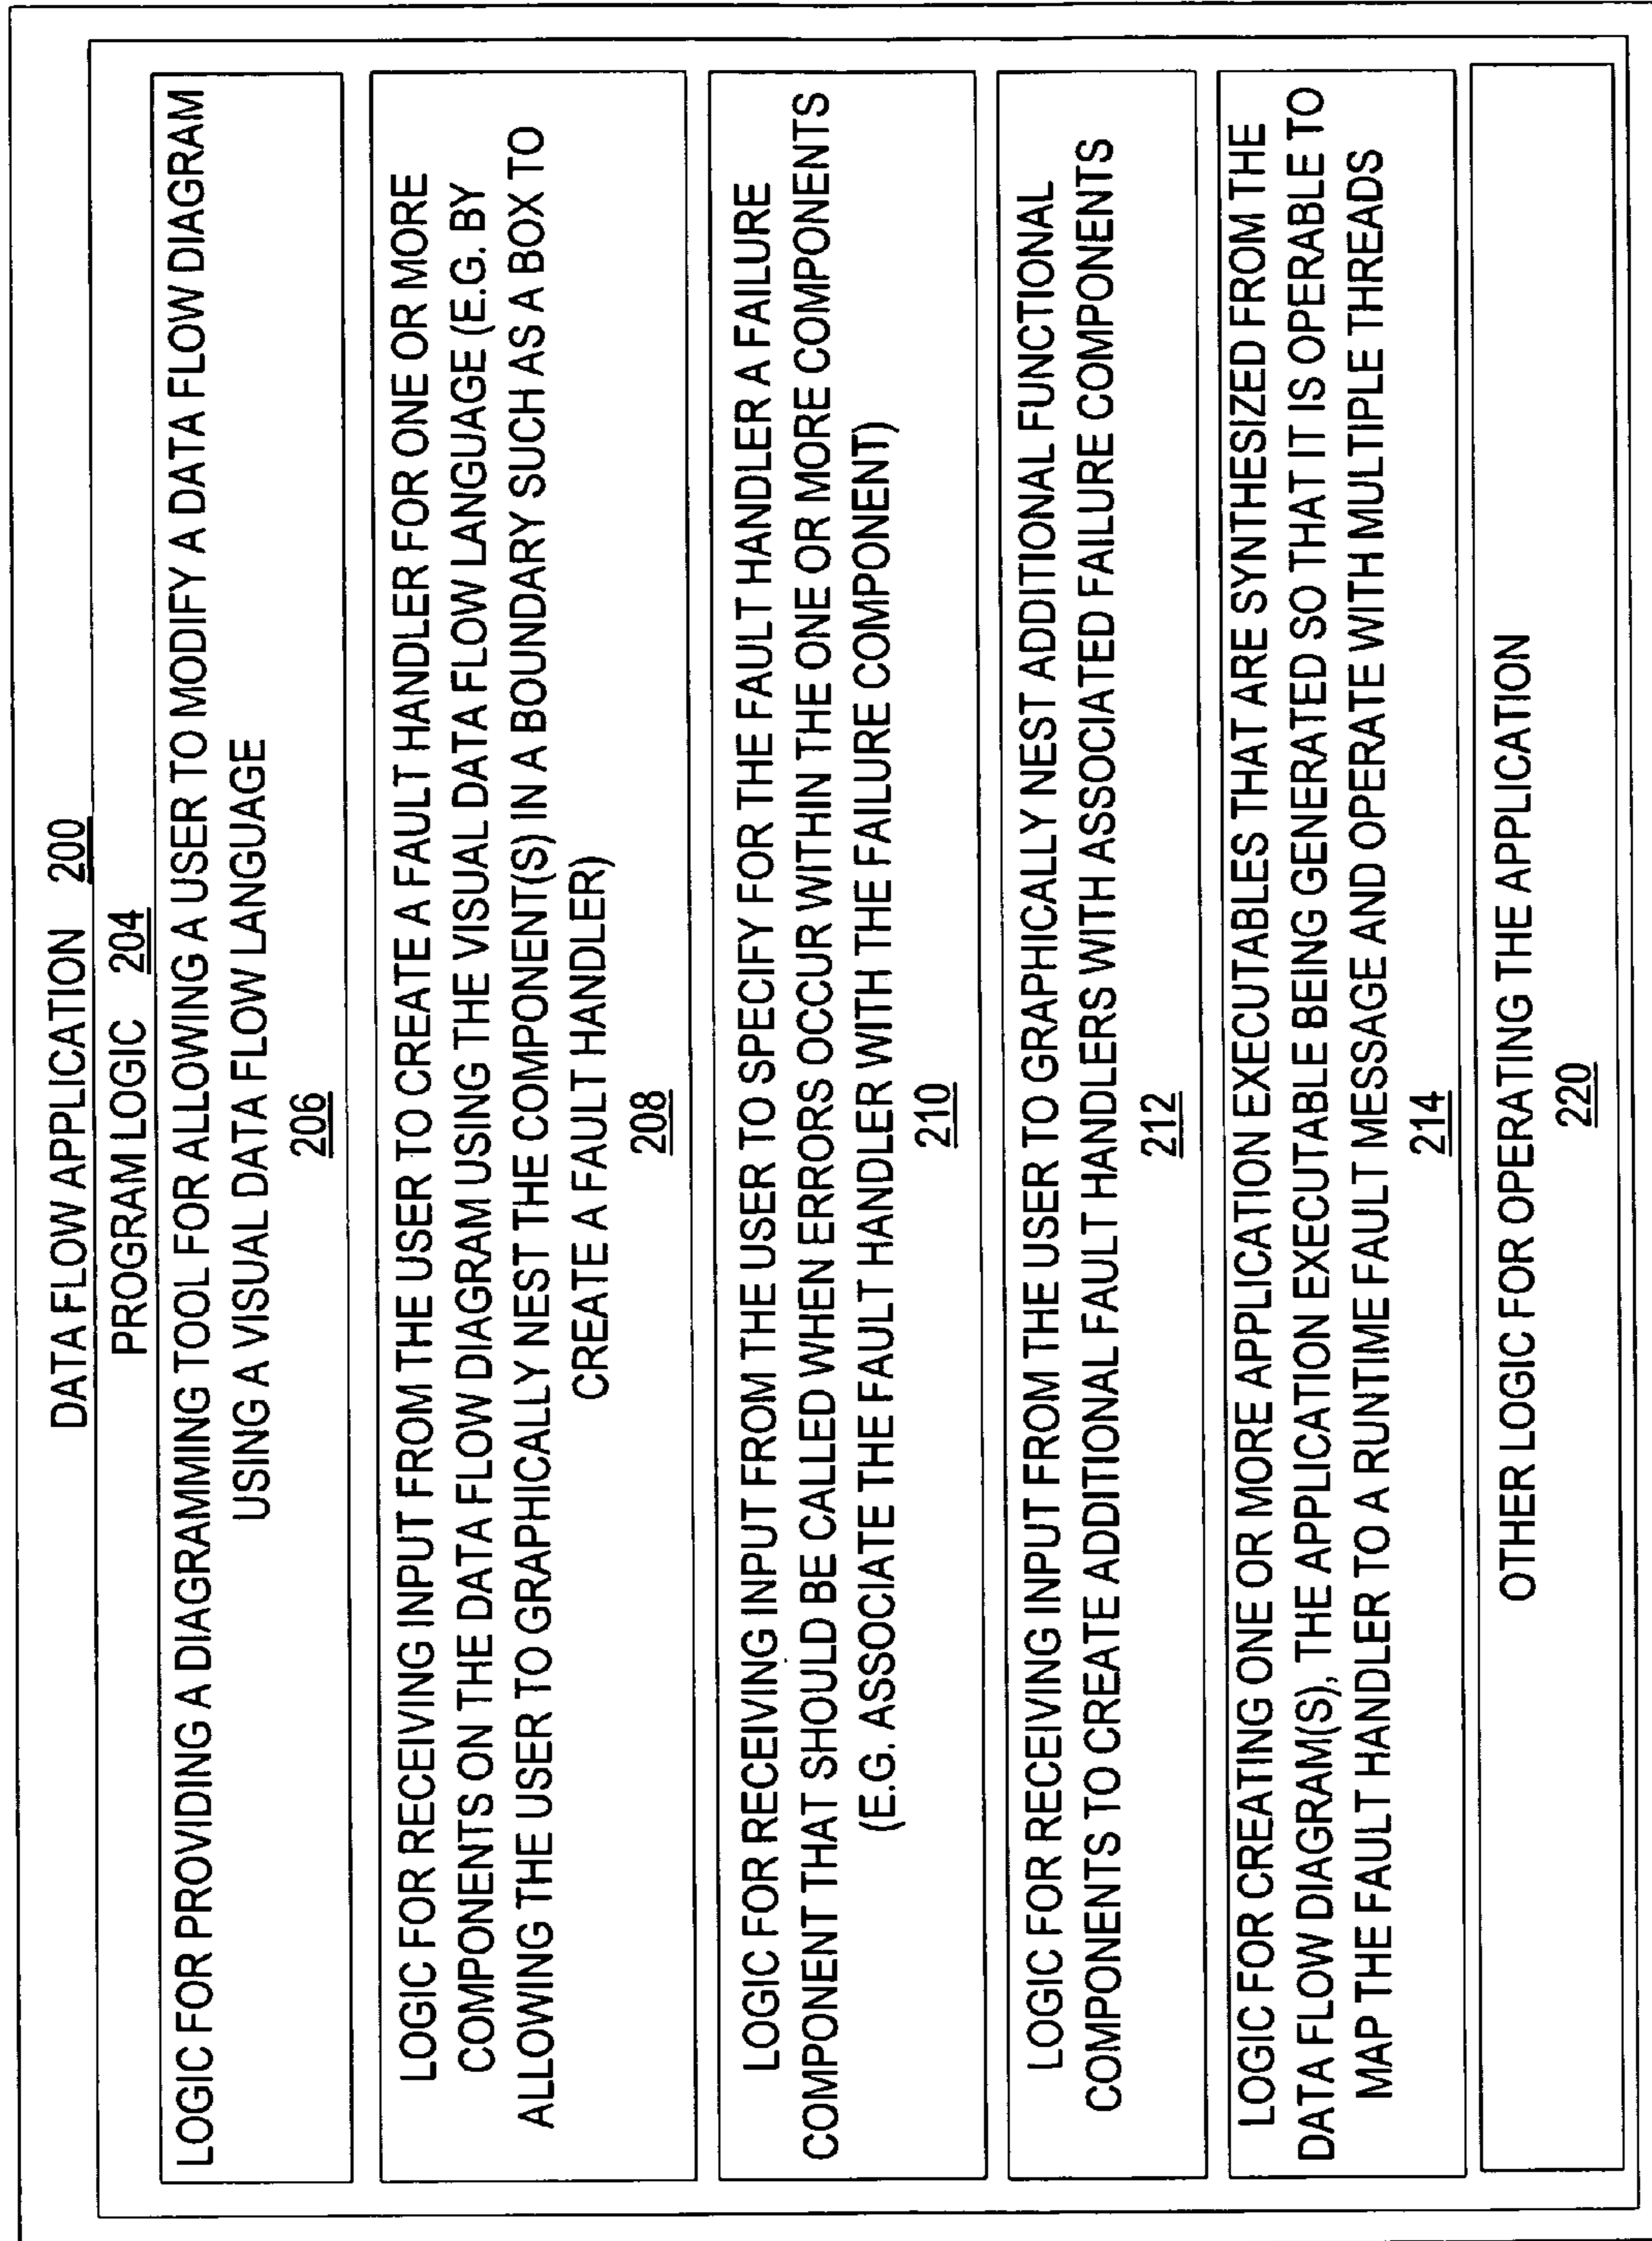 DATA FLOW APPLICATION 200
PROGRAM LOGIC 204
LOGIC FOR PROVIDING A DIAGRAMMING TOOL FOR ALLOWING A USER TO MODIFY A DATA FLOW DIAGRAM
USING A VISUAL DATA FLOW LANGUAGE
206
LOGIC FOR RECEIVING INPUT FROM THE USER TO CREATE A FAULT HANDLER FOR ONE OR MORE
COMPONENTS ON THE DATA FLOW DIAGRAM USING THE VISUAL DATA FLOW LANGUAGE (E.G. BY
ALLOWING THE USER TO GRAPHICALLY NEST THE COMPONENT(S) IN A BOUNDARY SUCH AS A BOX TO
CREATE A FAULT HANDLER)
208
LOGIC FOR RECEIVING INPUT FROM THE USER TO SPECIFY FOR THE FAULT HANDLER A FAILURE
COMPONENT THAT SHOULD BE CALLED WHEN ERRORS OCCUR WITHIN THE ONE OR MORE COMPONENTS
(E.G. ASSOCIATE THE FAULT HANDLER WITH THE FAILURE COMPONENT)
210
LOGIC FOR RECEIVING INPUT FROM THE USER TO GRAPHICALLY NEST ADDITIONAL FUNCTIONAL
COMPONENTS TO CREATE ADDITIONAL FAULT HANDLERS WITH ASSOCIATED FAILURE COMPONENTS
212
LOGIC FOR CREATING ONE OR MORE APPLICATION EXECUTABLES THAT ARE SYNTHESIZED FROM THE
DATA FLOW DIAGRAM(S), THE APPLICATION EXECUTABLE BEING GENERATED SO THAT IT IS OPERABLE TO
MAP THE FAULT HANDLER TO A RUNTIME FAULT MESSAGE AND OPERATE WITH MULTIPLE THREADS
214
OTHER LOGIC FOR OPERATING THE APPLICATION
220